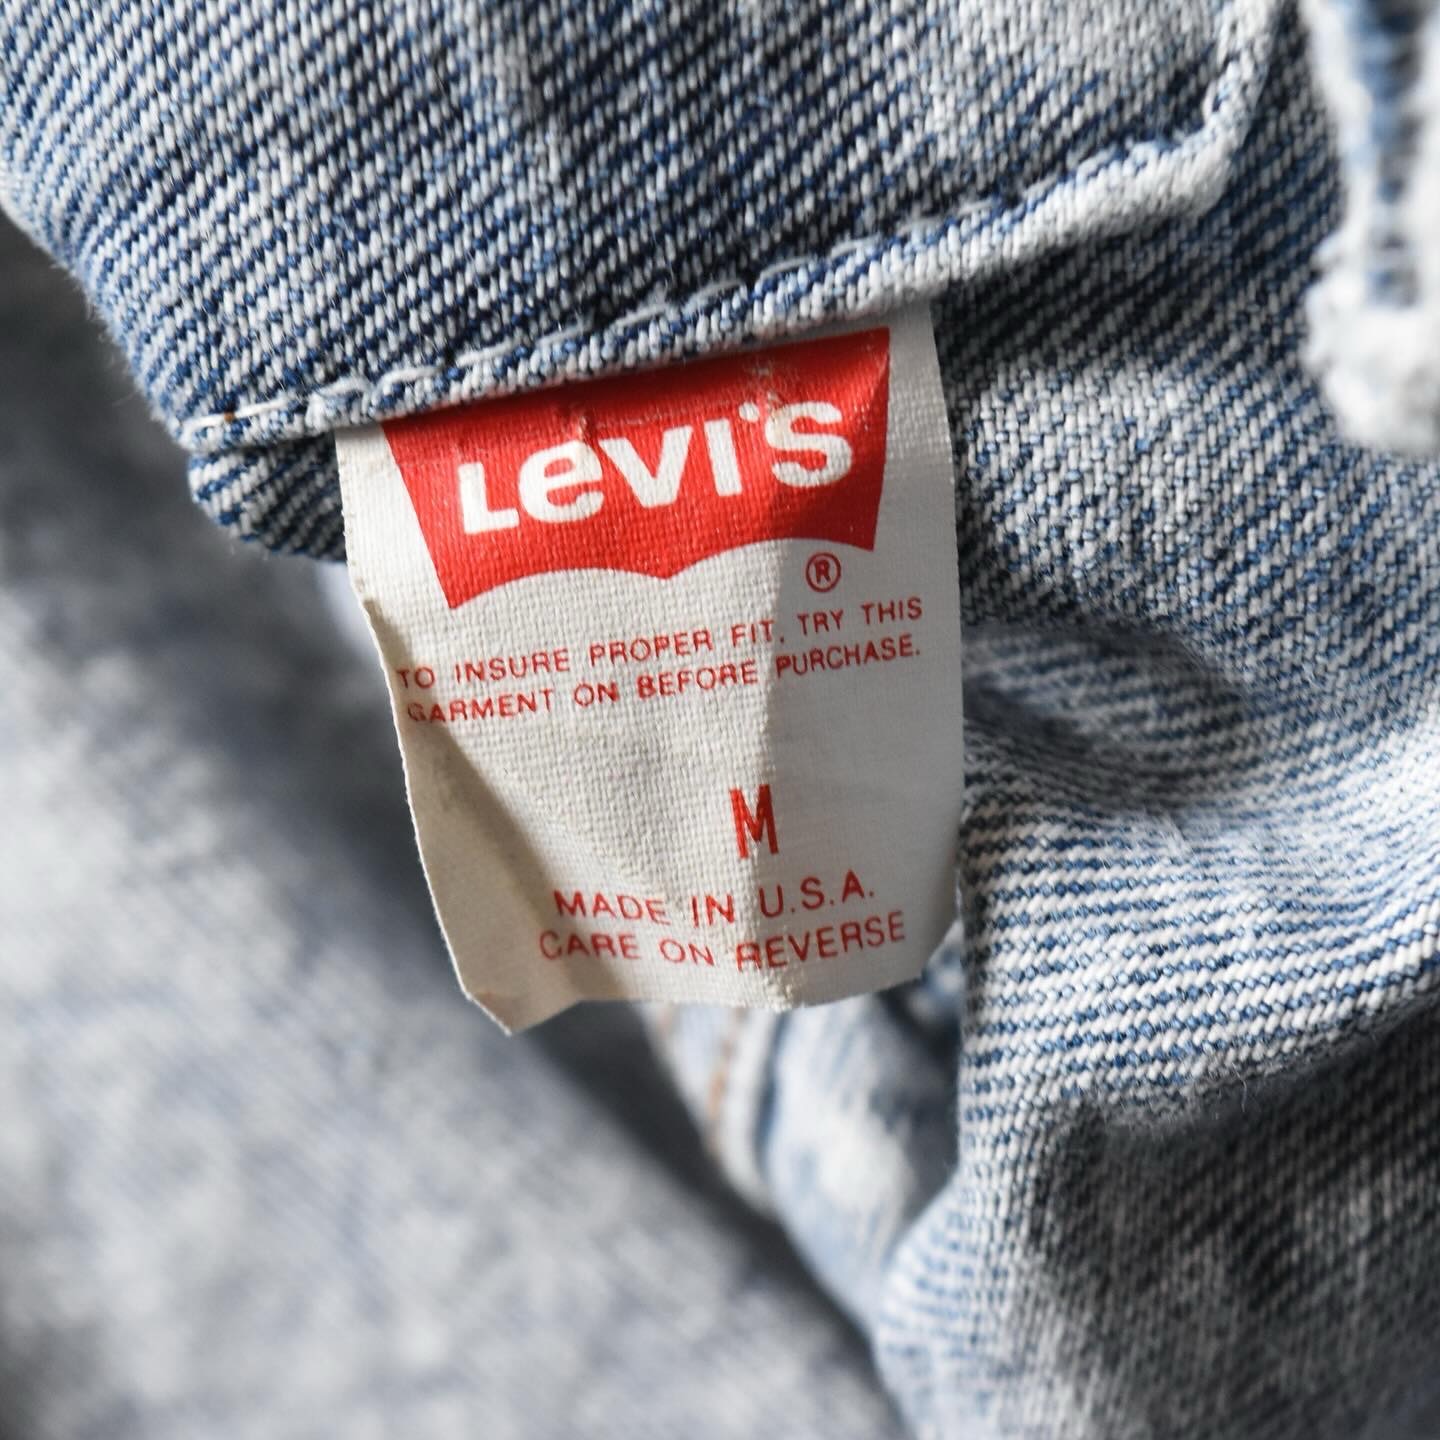 LeVI'S
®
TO INSURE PROPER FIT, TRY THIS
GARMENT ON BEFORE PURCHASE.
M
MADE IN U.S.A.
CARE ON REVERSE